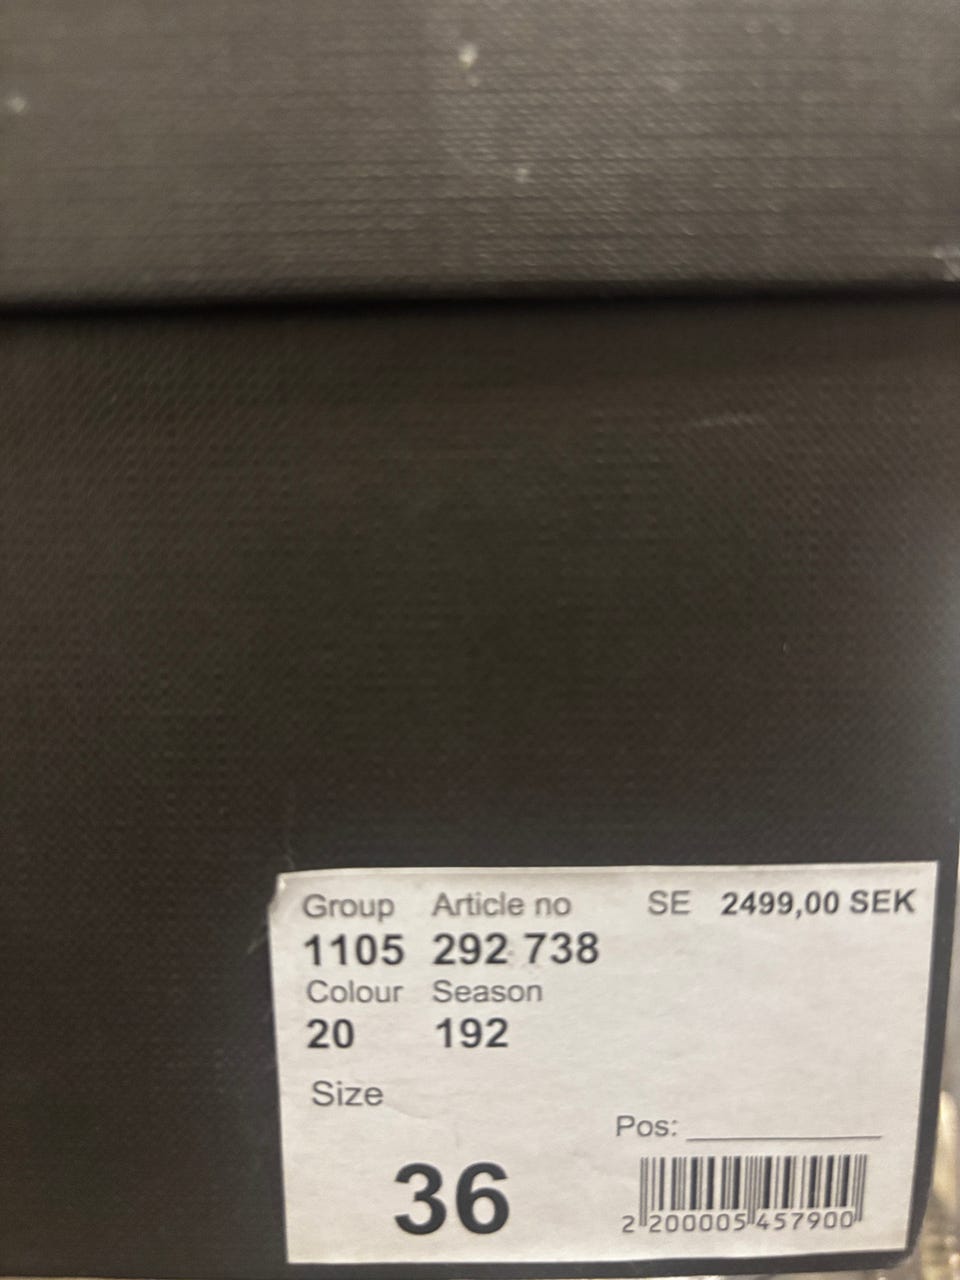 Group Article no SE 2499,00 SEK
1105 292 738
Colour Season
20 192
Size
Pos:
36
2 200005 457900